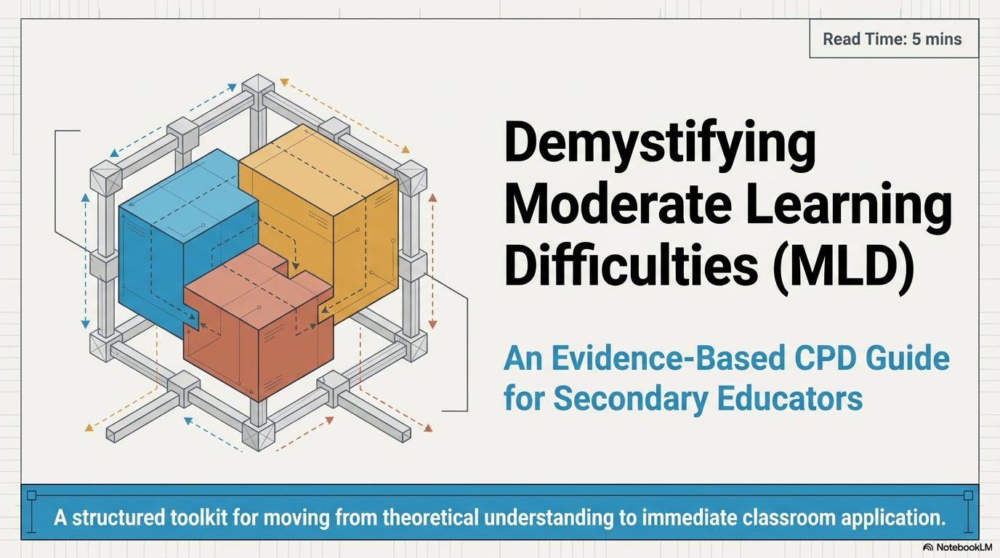 Read Time: 5 mins
Demystifying
Moderate Learning
Difficulties (MLD)
An Evidence-Based CPD Guide
for Secondary Educators
A structured toolkit for moving from theoretical understanding to immediate classroom application.
NotebookLM